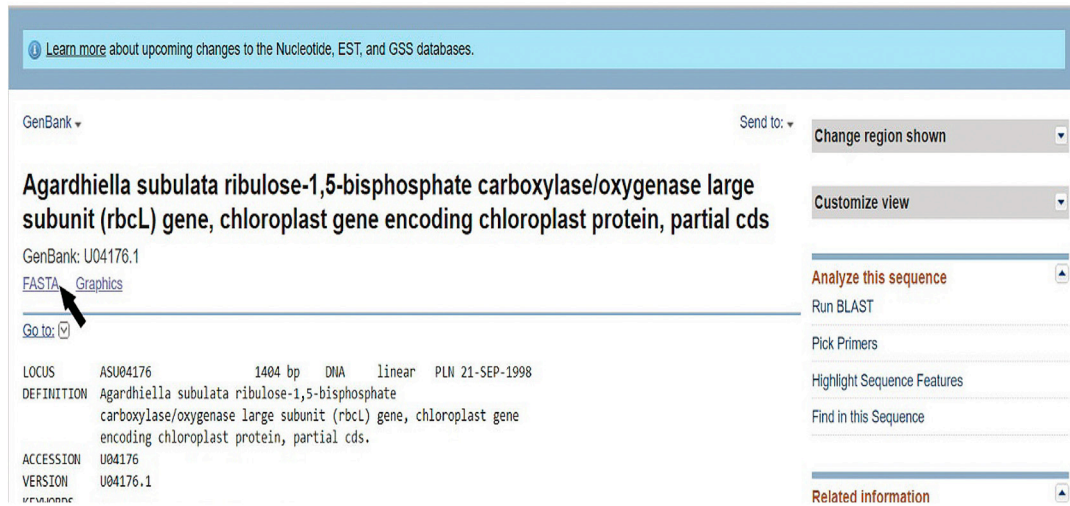 Learn more about upcoming changes to the Nucleotide, EST, and GSS databases.
GenBank
Send to:
Agardhiella subulata ribulose-1,5-bisphosphate carboxylase/oxygenase large
subunit (rbcL) gene, chloroplast gene encoding chloroplast protein, partial cds
GenBank: U04176.1
FASTA Graphics
Go to:
LOCUS ASU04176 1404 bp DNA linear PLN 21-SEP-1998
DEFINITION Agardhiella subulata ribulose-1,5-bisphosphate
carboxylase/oxygenase large subunit (rbcL) gene, chloroplast gene
encoding chloroplast protein, partial cds.
ACCESSION U04176
VERSION U04176.1
KEYWORDS
Change region shown
Customize view
Analyze this sequence
Run BLAST
Pick Primers
Highlight Sequence Features
Find in this Sequence
Related information